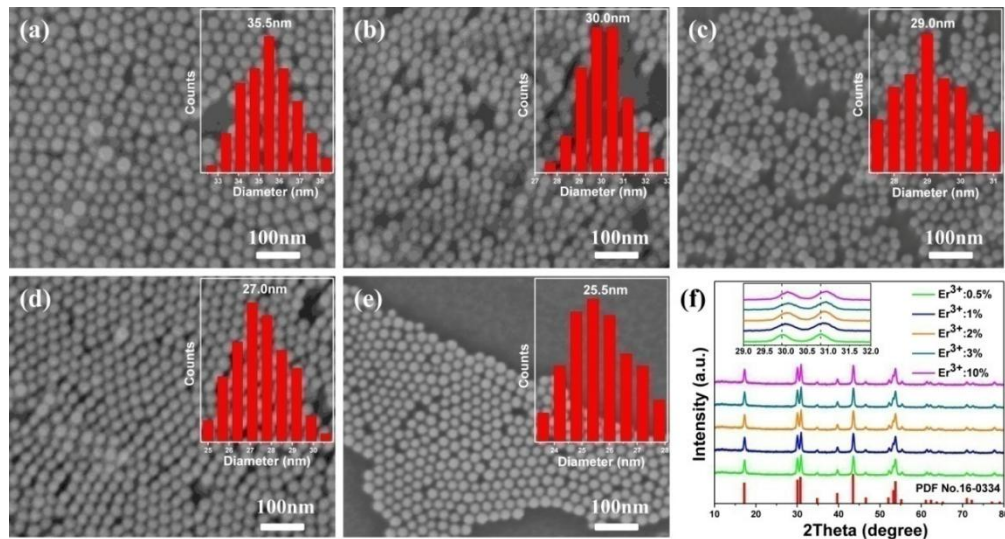 (a)
35.5nm
Counts
33 34 35 36 37 38
Diameter (nm)
100nm
(b)
30.0nm
Counts
27 28 29 30 31 32 33
Diameter (nm)
100nm
(c)
29.0nm
Counts
28 29 30 31
Diameter (nm)
100nm
(d)
27.0nm
Counts
25 26 27 28 29 30
Diameter (nm)
100nm
(e)
25.5nm
Counts
24 25 26 27 28
Diameter (nm)
100nm
(f)
Er3+:0.5%
Er3+:1%
Er3+:2%
Er3+:3%
Er3+:10%
29.0 29.5 30.0 30.5 31.0 31.5 32.0
Intensity (a.u.)
PDF No.16-0334
10 20 30 40 50 60 70 80
2Theta (degree)